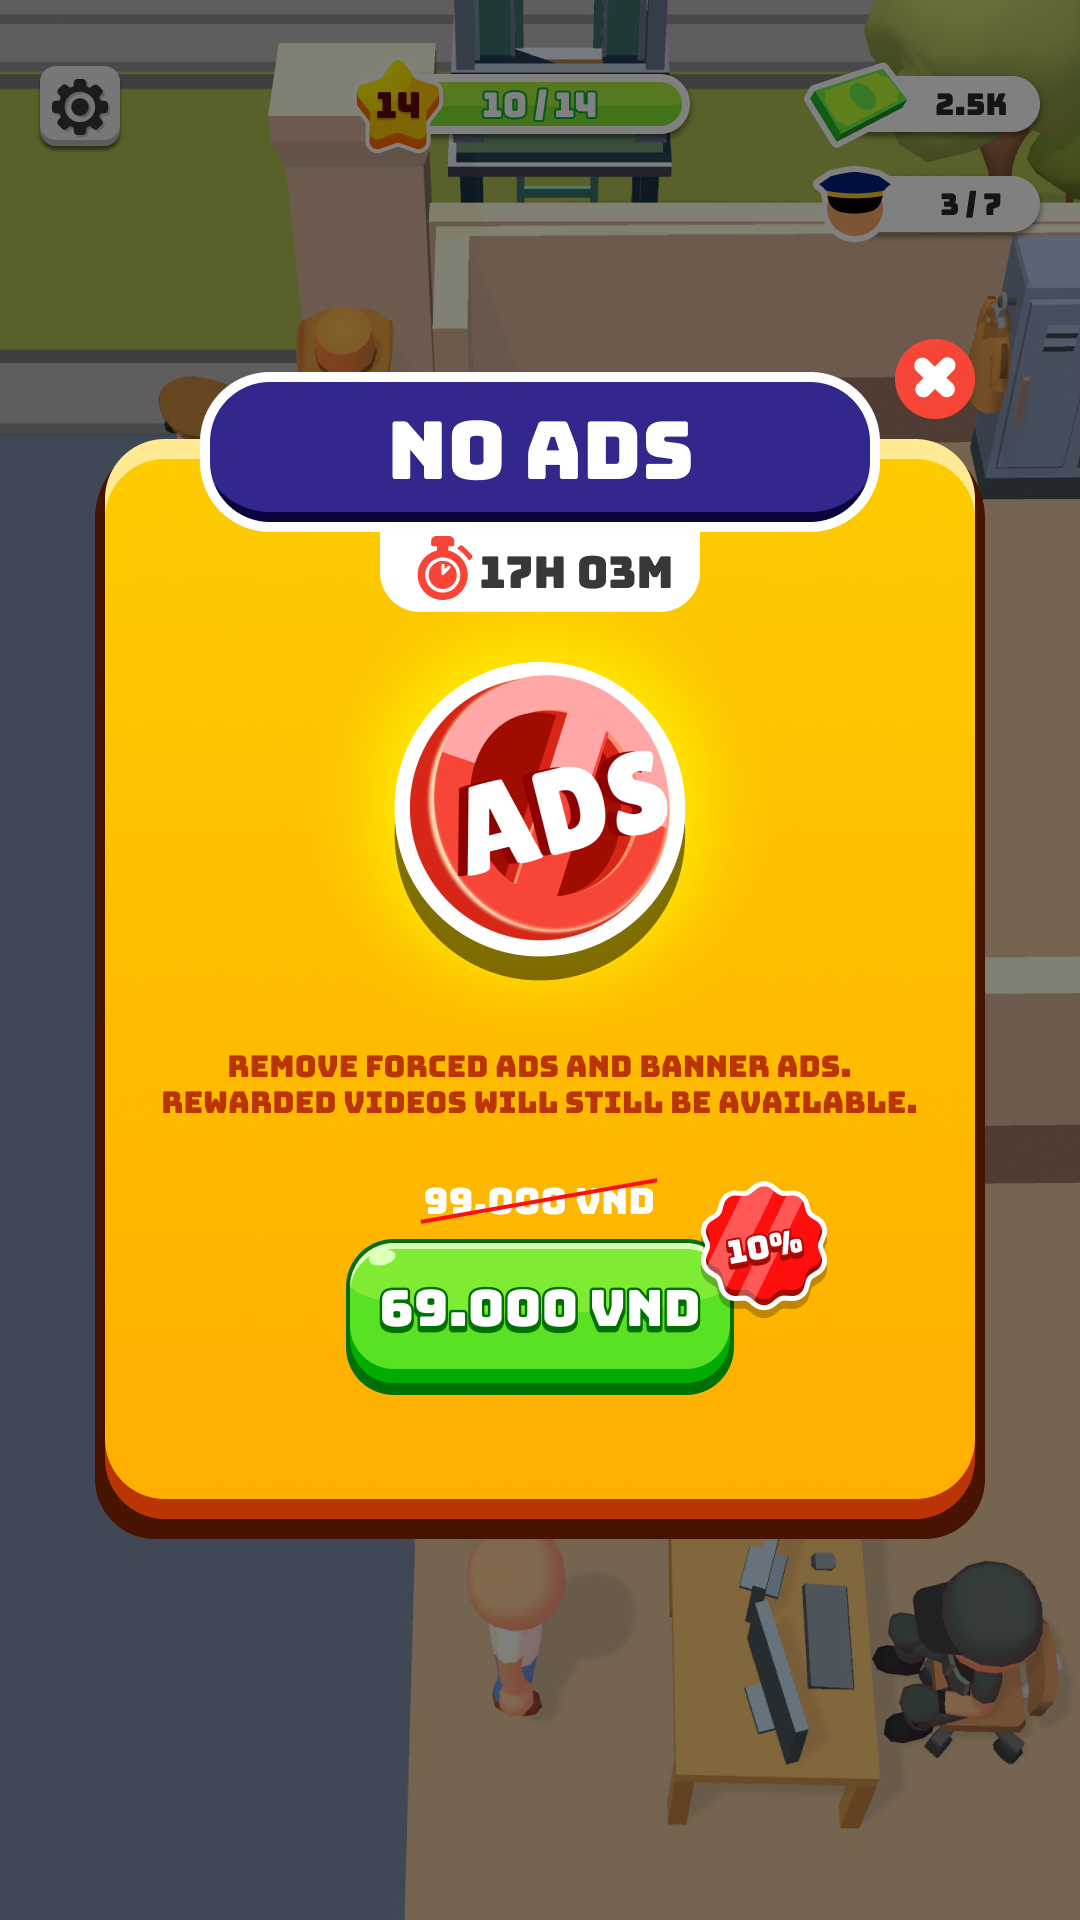 14
10/14
2.5K
3/7
NO ADS
17H 03M
ADS
REMOVE FORCED ADS AND BANNER ADS.
REWARDED VIDEOS WILL STILL BE AVAILABLE.
99.000 VND
10%
69.000 VND